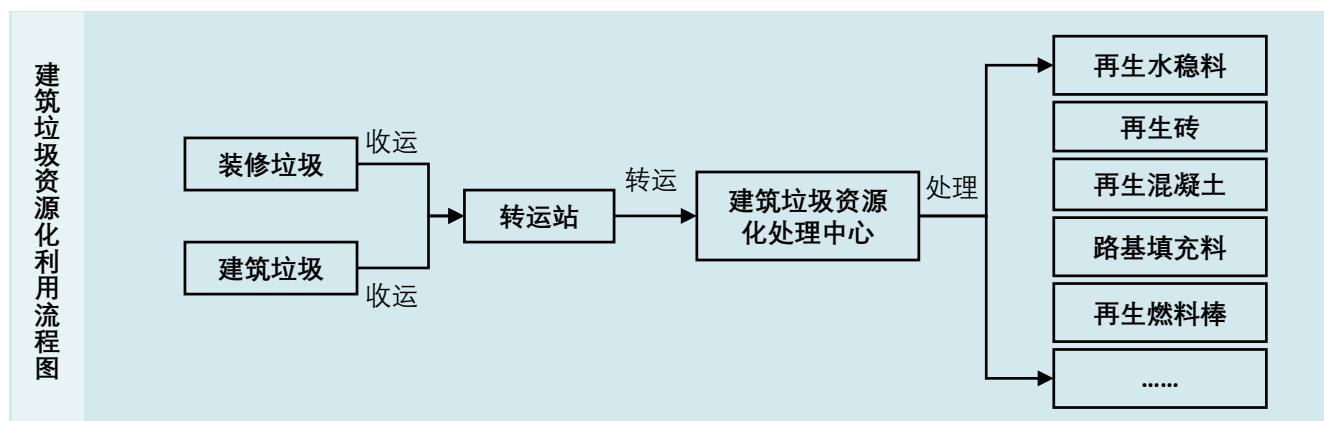 建筑垃圾资源化利用流程图
装修垃圾
收运
建筑垃圾
收运
转运站
转运
建筑垃圾资源
化处理中心
处理
再生水稳料
再生砖
再生混凝土
路基填充料
再生燃料棒
……